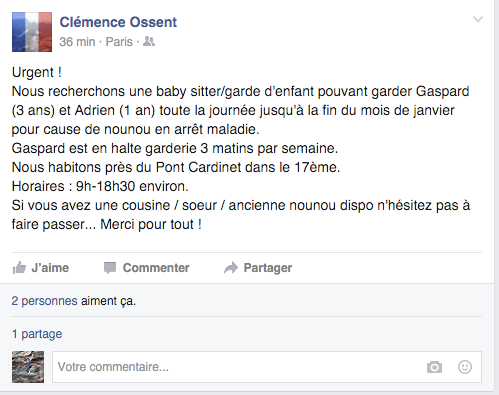 Clémence Ossent
36 min · Paris ·
Urgent !
Nous recherchons une baby sitter/garde d'enfant pouvant garder Gaspard
(3 ans) et Adrien (1 an) toute la journée jusqu'à la fin du mois de janvier
pour cause de nounou en arrêt maladie.
Gaspard est en halte garderie 3 matins par semaine.
Nous habitons près du Pont Cardinet dans le 17ème.
Horaires : 9h-18h30 environ.
Si vous avez une cousine / soeur / ancienne nounou dispo n'hésitez pas à
faire passer... Merci pour tout !
J'aime Commenter Partager
2 personnes aiment ça.
1 partage
Votre commentaire...